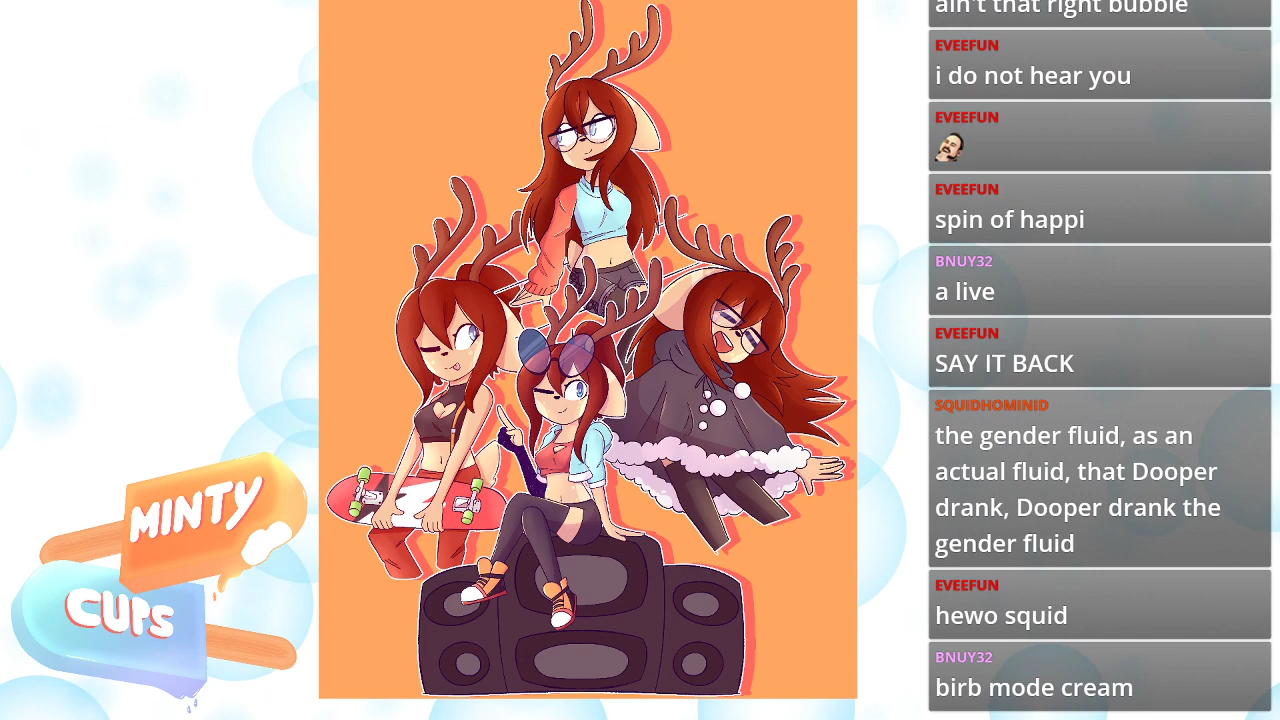 MINTY
CUPS
ain't that right bubble
EVEEFUN
i do not hear you
EVEEFUN
EVEEFUN
spin of happi
BNUY32
a live
EVEEFUN
SAY IT BACK
SQUIDHOMINID
the gender fluid, as an
actual fluid, that Dooper
drank, Dooper drank the
gender fluid
EVEEFUN
hewo squid
BNUY32
birb mode cream